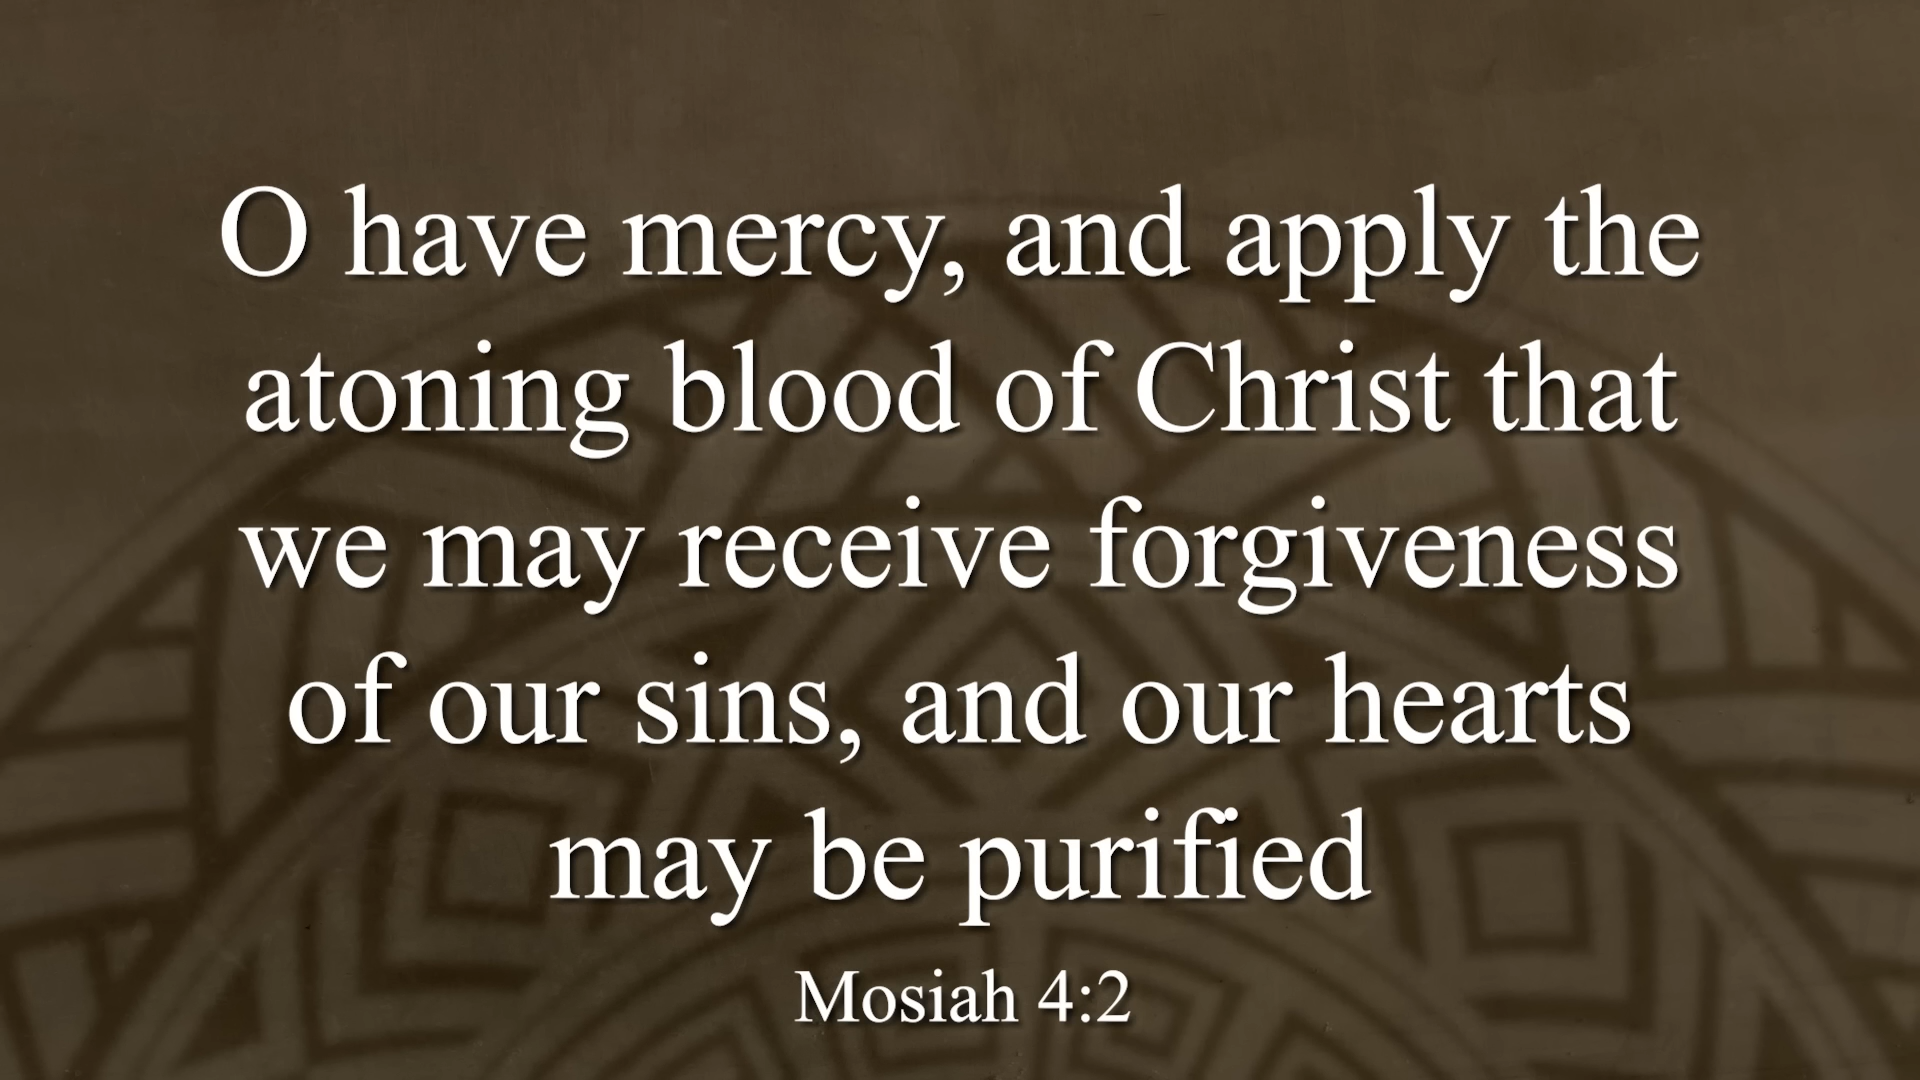 O have mercy, and apply the
atoning blood of Christ that
we may receive forgiveness
of our sins, and our hearts
may be purified
Mosiah 4:2